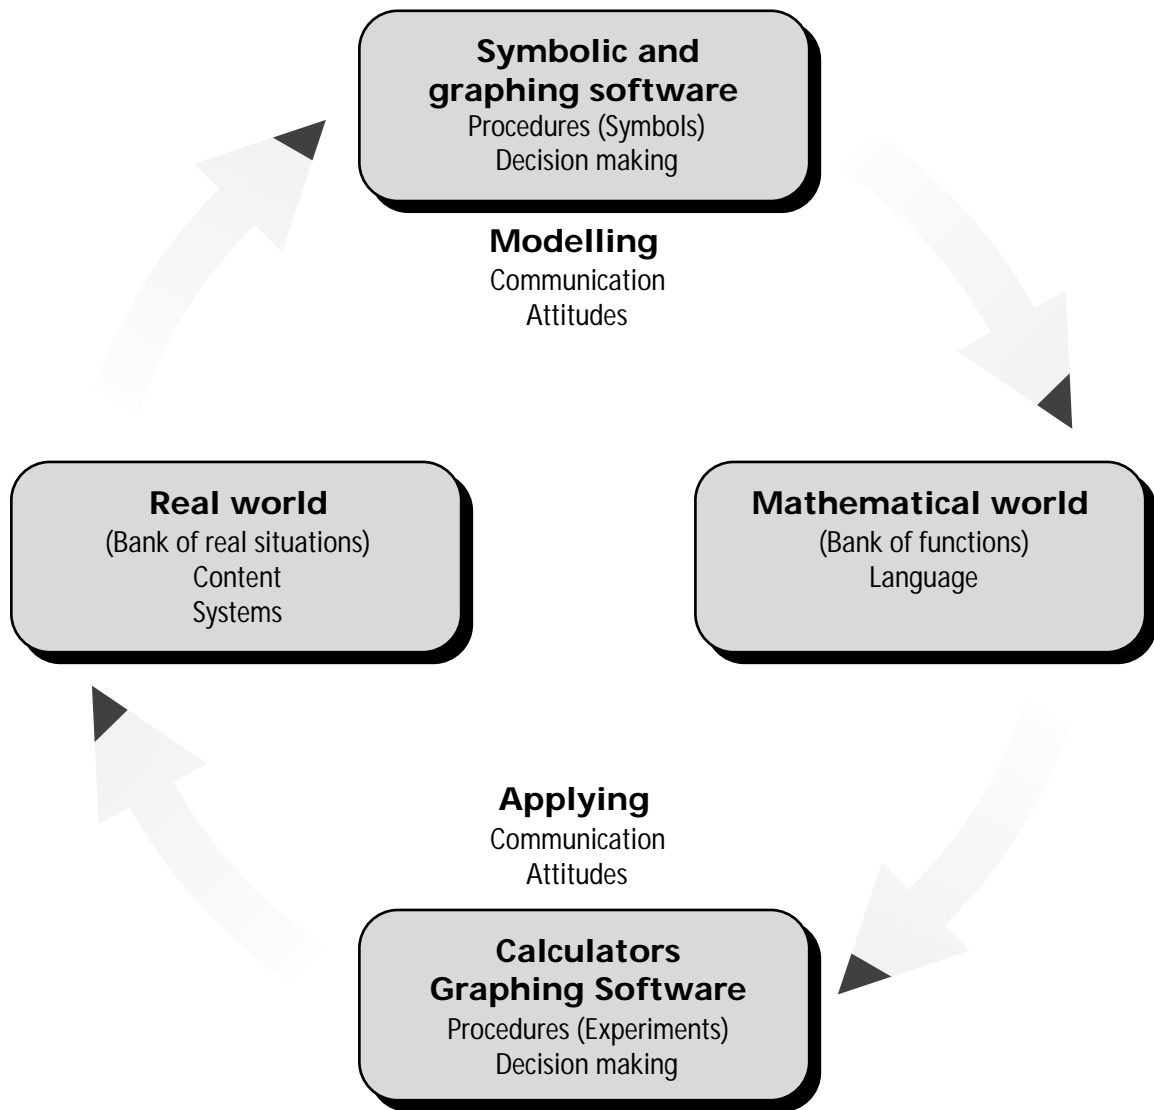 Symbolic and
graphing software
Procedures (Symbols)
Decision making
Modelling
Communication
Attitudes
Real world
(Bank of real situations)
Content
Systems
Mathematical world
(Bank of functions)
Language
Applying
Communication
Attitudes
Calculators
Graphing Software
Procedures (Experiments)
Decision making